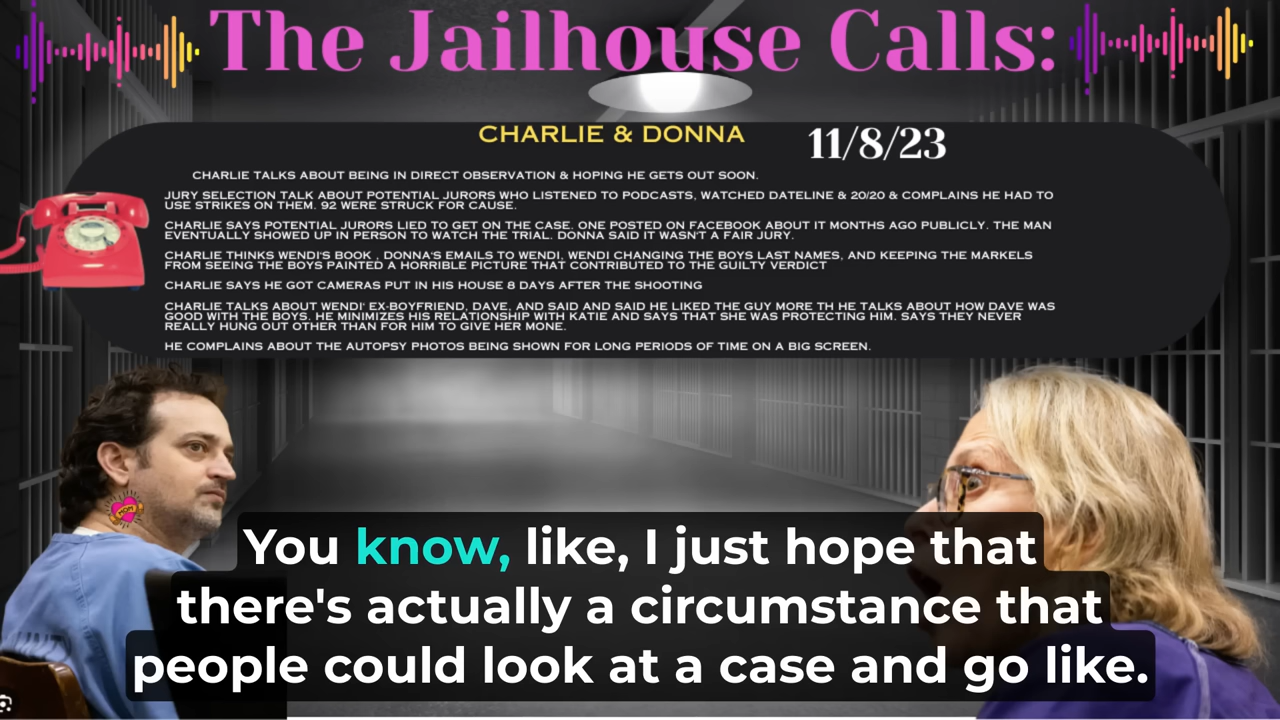 The Jailhouse Calls:
CHARLIE & DONNA
11/8/23
CHARLIE TALKS ABOUT BEING IN DIRECT OBSERVATION & HOPING HE GETS OUT SOON.
JURY SELECTION TALK ABOUT POTENTIAL JURORS WHO LISTENED TO PODCASTS, WATCHED DATELINE & 20/20 & COMPLAINS HE HAD TO
USE STRIKES ON THEM. 92 WERE STRUCK FOR CAUSE.
CHARLIE SAYS POTENTIAL JURORS LIED TO GET ON THE CASE. ONE POSTED ON FACEBOOK ABOUT IT MONTHS AGO PUBLICLY. THE MAN
EVENTUALLY SHOWED UP IN PERSON TO WATCH THE TRIAL. DONNA SAID IT WASN'T A FAIR JURY.
CHARLIE THINKS WENDI'S BOOK , DONNA'S EMAILS TO WENDI, WENDI CHANGING THE BOYS LAST NAMES, AND KEEPING THE MARKELS
FROM SEEING THE BOYS PAINTED A HORRIBLE PICTURE THAT CONTRIBUTED TO THE GUILTY VERDICT
CHARLIE SAYS HE GOT CAMERAS PUT IN HIS HOUSE 8 DAYS AFTER THE SHOOTING
CHARLIE TALKS ABOUT WENDI' EX-BOYFRIEND, DAVE, AND SAID AND SAID HE LIKED THE GUY MORE TH HE TALKS ABOUT HOW DAVE WAS
GOOD WITH THE BOYS. HE MINIMIZES HIS RELATIONSHIP WITH KATIE AND SAYS THAT SHE WAS PROTECTING HIM. SAYS THEY NEVER
REALLY HUNG OUT OTHER THAN FOR HIM TO GIVE HER MONE.
HE COMPLAINS ABOUT THE AUTOPSY PHOTOS BEING SHOWN FOR LONG PERIODS OF TIME ON A BIG SCREEN.
MOM
You know, like, I just hope that
there's actually a circumstance that
people could look at a case and go like.